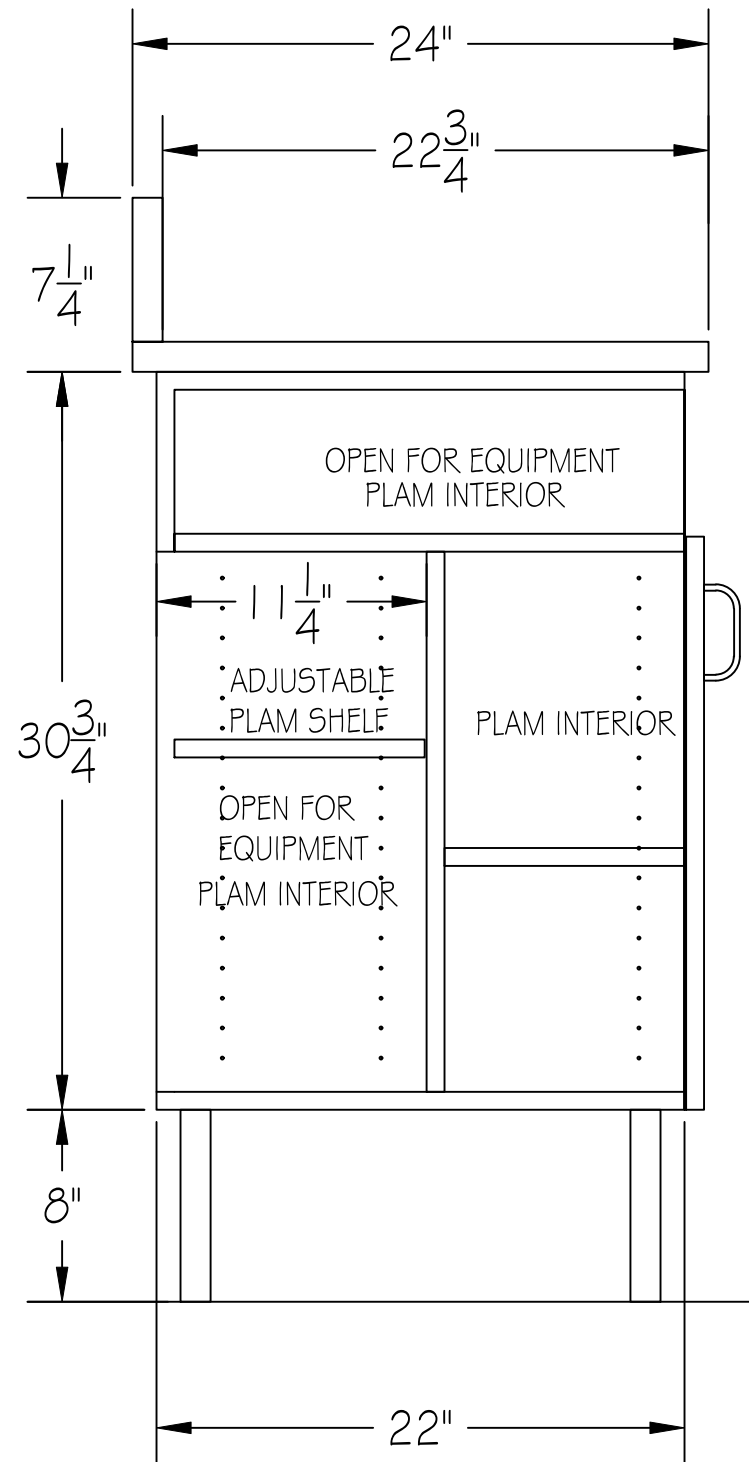 24"
22 3/4"
7 1/4"
OPEN FOR EQUIPMENT
PLAM INTERIOR
11 1/4"
ADJUSTABLE
PLAM SHELF
PLAM INTERIOR
30 3/4"
OPEN FOR
EQUIPMENT
PLAM INTERIOR
8"
22"